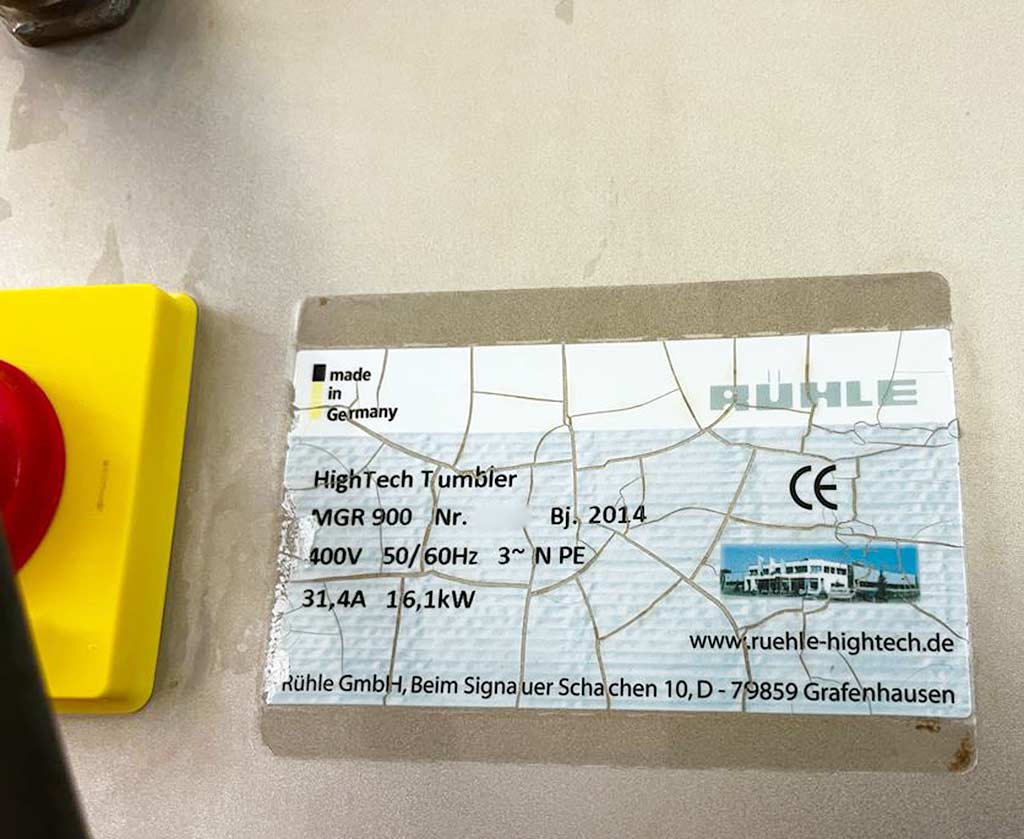 made
in
Germany
RÜHLE
HighTech Tumbler
MGR 900 Nr. Bj. 2014
400V 50/60Hz 3~ N PE
31,4A 16,1kW
CE
www.ruehle-hightech.de
Rühle GmbH, Beim Signauer Schachen 10, D - 79859 Grafenhausen